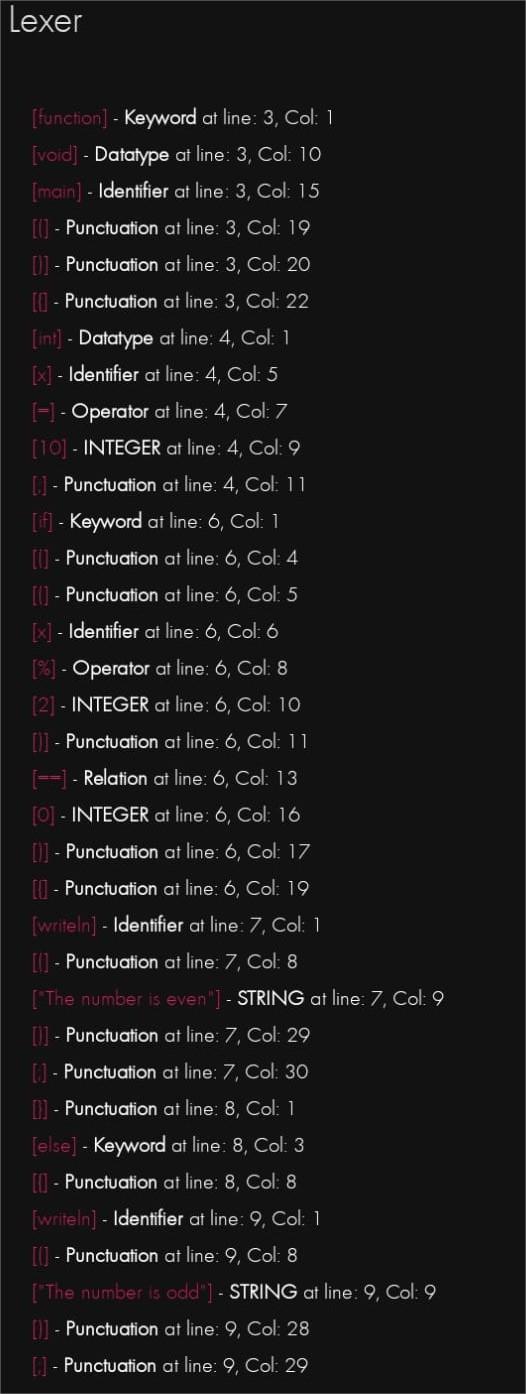 Lexer
[function] - Keyword at line: 3, Col: 1
[void] - Datatype at line: 3, Col: 10
[main] - Identifier at line: 3, Col: 15
[(] - Punctuation at line: 3, Col: 19
[)] - Punctuation at line: 3, Col: 20
[{] - Punctuation at line: 3, Col: 22
[int] - Datatype at line: 4, Col: 1
[x] - Identifier at line: 4, Col: 5
[=] - Operator at line: 4, Col: 7
[10] - INTEGER at line: 4, Col: 9
[;] - Punctuation at line: 4, Col: 11
[if] - Keyword at line: 6, Col: 1
[(] - Punctuation at line: 6, Col: 4
[(] - Punctuation at line: 6, Col: 5
[x] - Identifier at line: 6, Col: 6
[%] - Operator at line: 6, Col: 8
[2] - INTEGER at line: 6, Col: 10
[)] - Punctuation at line: 6, Col: 11
[==] - Relation at line: 6, Col: 13
[0] - INTEGER at line: 6, Col: 16
[)] - Punctuation at line: 6, Col: 17
[{] - Punctuation at line: 6, Col: 19
[writeln] - Identifier at line: 7, Col: 1
[(] - Punctuation at line: 7, Col: 8
["The number is even"] - STRING at line: 7, Col: 9
[)] - Punctuation at line: 7, Col: 29
[;] - Punctuation at line: 7, Col: 30
[}] - Punctuation at line: 8, Col: 1
[else] - Keyword at line: 8, Col: 3
[{] - Punctuation at line: 8, Col: 8
[writeln] - Identifier at line: 9, Col: 1
[(] - Punctuation at line: 9, Col: 8
["The number is odd"] - STRING at line: 9, Col: 9
[)] - Punctuation at line: 9, Col: 28
[;] - Punctuation at line: 9, Col: 29